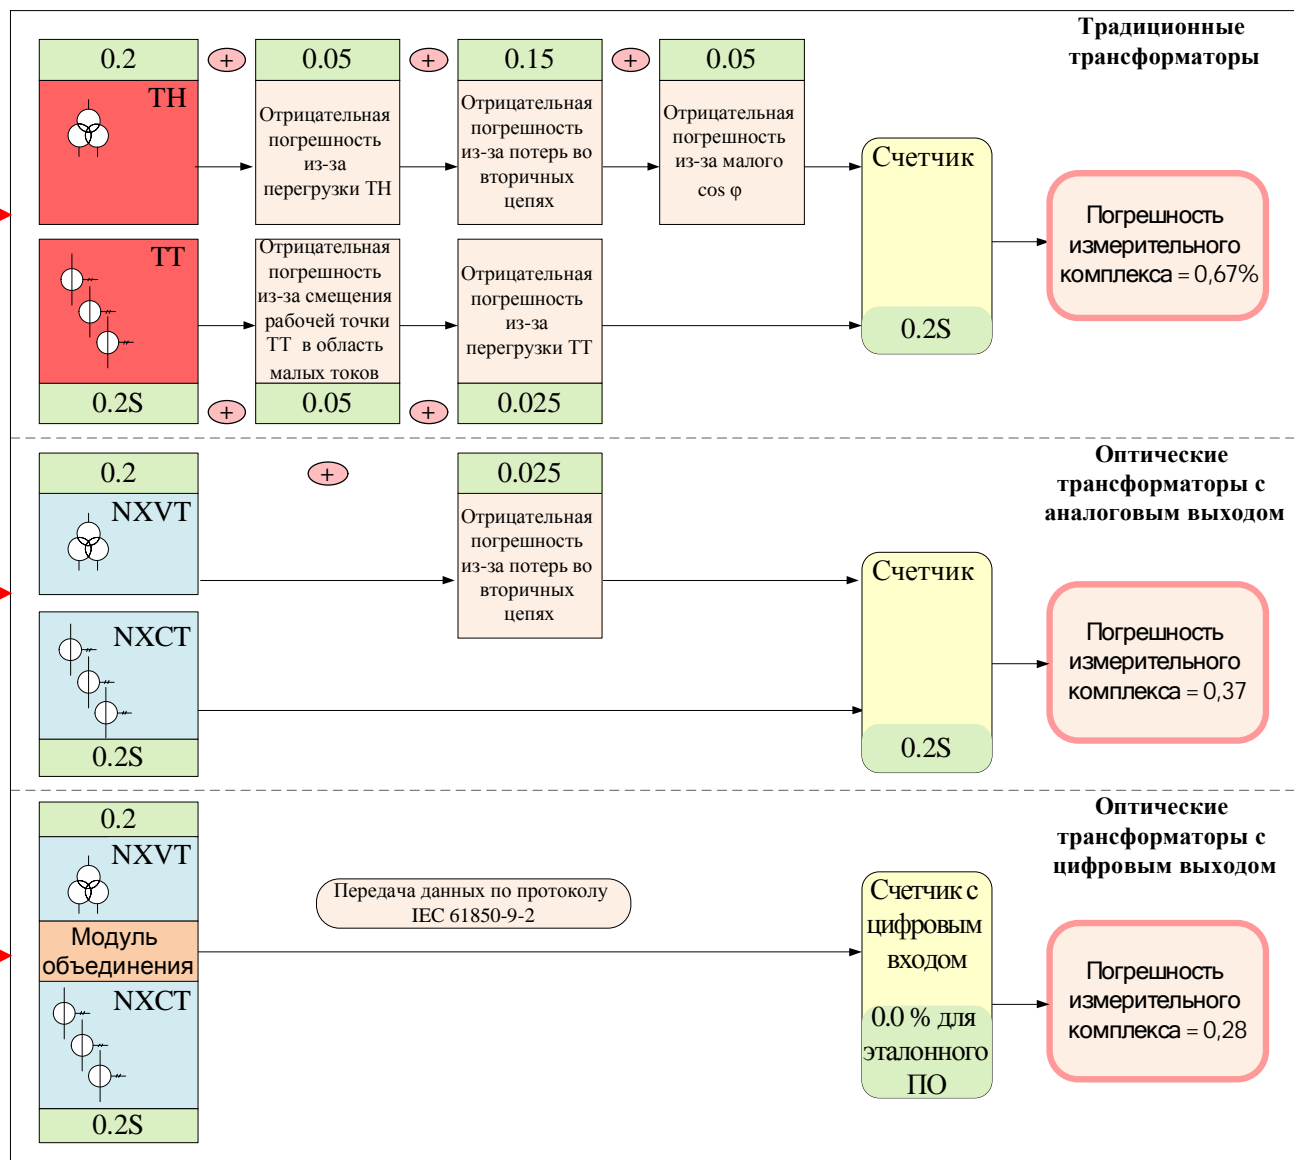 Традиционные
трансформаторы
0.2
+
0.05
+
0.15
+
0.05
ТН
Отрицательная
погрешность
из-за
перегрузки ТН
Отрицательная
погрешность
из-за потерь во
вторичных
цепях
Отрицательная
погрешность
из-за малого
cos φ
Счетчик
0.2S
Погрешность
измерительного
комплекса = 0,67%
ТТ
Отрицательная
погрешность
из-за смещения
рабочей точки
ТТ в область
малых токов
Отрицательная
погрешность
из-за
перегрузки ТТ
0.2S
+
0.05
+
0.025
Оптические
трансформаторы с
аналоговым выходом
0.2
+
0.025
NXVT
Отрицательная
погрешность
из-за потерь во
вторичных
цепях
Счетчик
0.2S
Погрешность
измерительного
комплекса = 0,37
NXCT
0.2S
Оптические
трансформаторы с
цифровым выходом
0.2
NXVT
Модуль
объединения
NXCT
0.2S
Передача данных по протоколу
IEC 61850-9-2
Счетчик с
цифровым
входом
0.0 % для
эталонного
ПО
Погрешность
измерительного
комплекса = 0,28